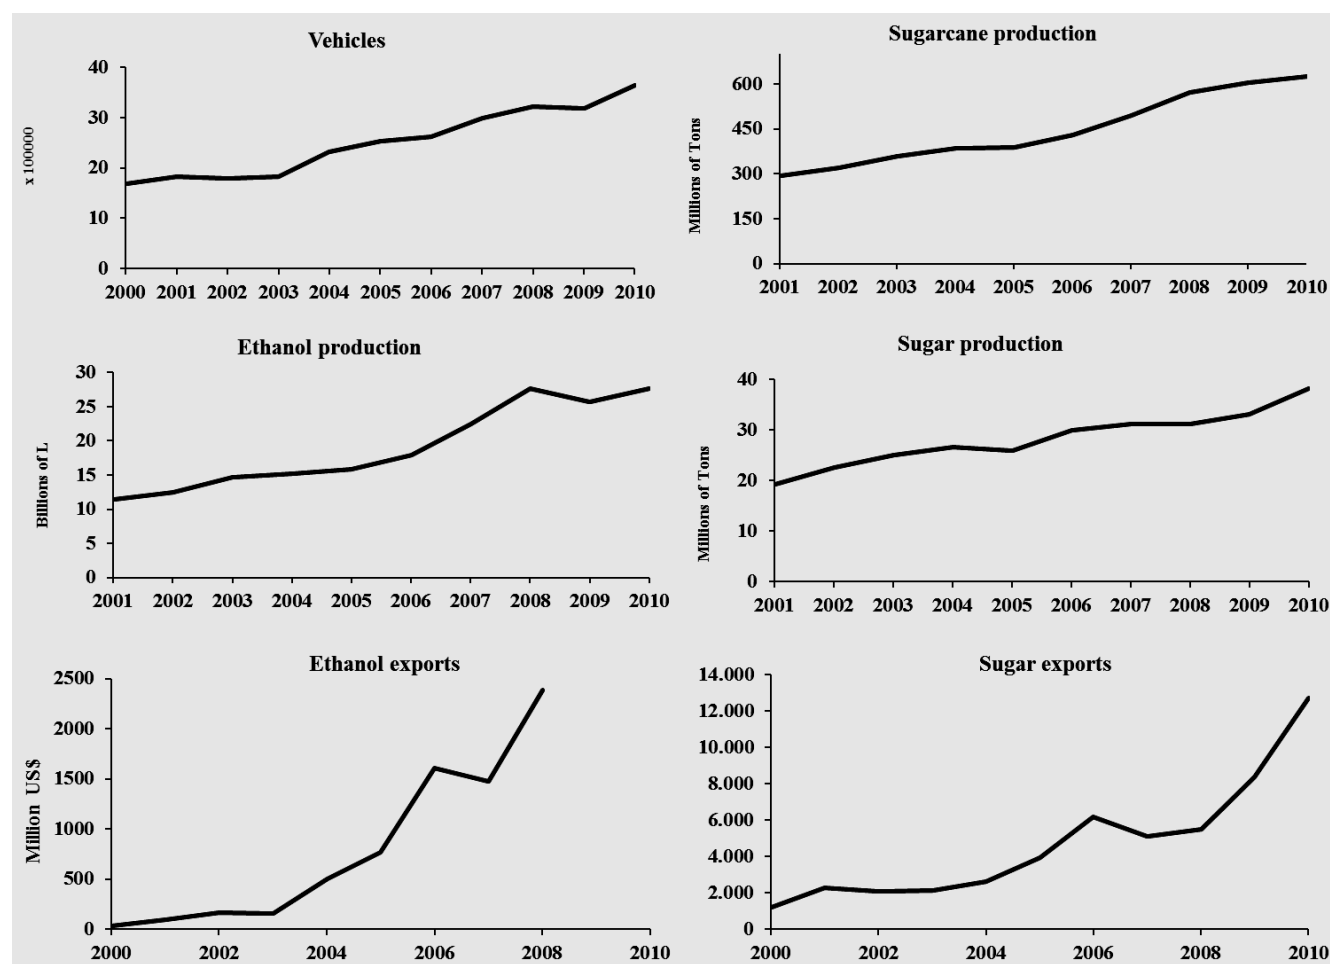 Vehicles
x 100000
40
30
20
10
0
2000 2001 2002 2003 2004 2005 2006 2007 2008 2009 2010
Sugarcane production
Millions of Tons
600
450
300
150
0
2001 2002 2003 2004 2005 2006 2007 2008 2009 2010
Ethanol production
Billions of L
30
25
20
15
10
5
0
2001 2002 2003 2004 2005 2006 2007 2008 2009 2010
Sugar production
Millions of Tons
40
30
20
10
0
2001 2002 2003 2004 2005 2006 2007 2008 2009 2010
Ethanol exports
Million US$
2500
2000
1500
1000
500
0
2000 2002 2004 2006 2008 2010
Sugar exports
14.000
12.000
10.000
8.000
6.000
4.000
2.000
0
2000 2002 2004 2006 2008 2010